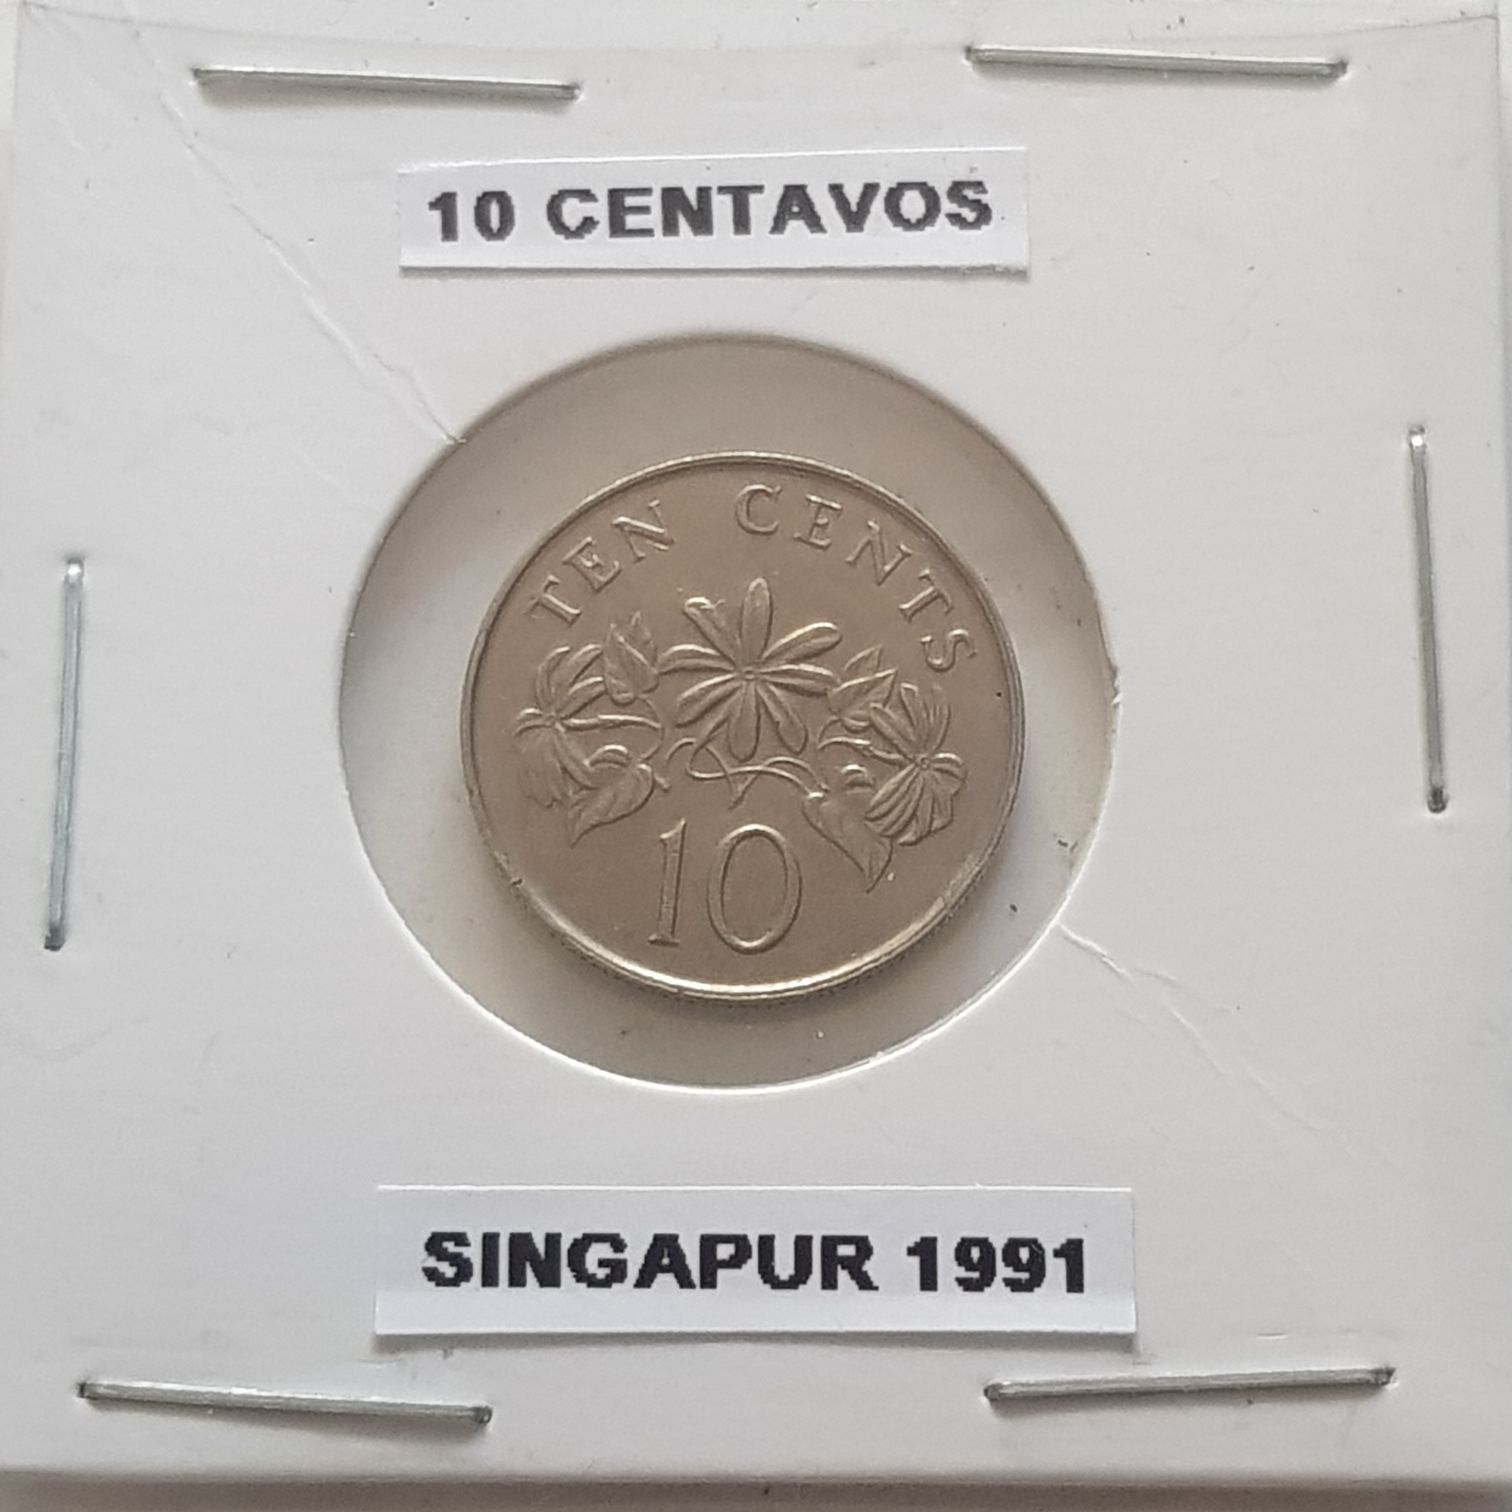 10 CENTAVOS
TEN CENTS
10
SINGAPUR 1991